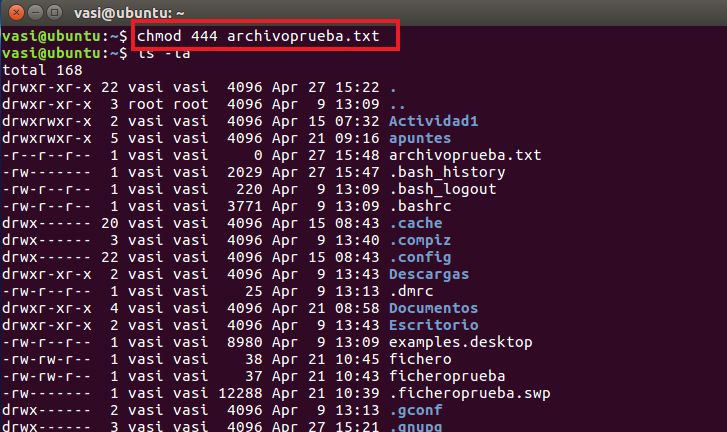 vasi@ubuntu: ~
vasi@ubuntu:~$ chmod 444 archivoprueba.txt
vasi@ubuntu:~$ ls -la
total 168
drwxr-xr-x 22 vasi vasi  4096 Apr 27 15:22 .
drwxr-xr-x  3 root root  4096 Apr  9 13:09 ..
drwxrwxr-x  2 vasi vasi  4096 Apr 15 07:32 Actividad1
drwxrwxr-x  5 vasi vasi  4096 Apr 21 09:16 apuntes
-r--r--r--  1 vasi vasi     0 Apr 27 15:48 archivoprueba.txt
-rw-------  1 vasi vasi  2029 Apr 27 15:47 .bash_history
-rw-r--r--  1 vasi vasi   220 Apr  9 13:09 .bash_logout
-rw-r--r--  1 vasi vasi  3771 Apr  9 13:09 .bashrc
drwx------ 20 vasi vasi  4096 Apr 15 08:43 .cache
drwx------  3 vasi vasi  4096 Apr  9 13:40 .compiz
drwx------ 22 vasi vasi  4096 Apr 15 08:43 .config
drwxr-xr-x  2 vasi vasi  4096 Apr  9 13:43 Descargas
-rw-r--r--  1 vasi vasi    25 Apr  9 13:13 .dmrc
drwxr-xr-x  4 vasi vasi  4096 Apr 21 08:58 Documentos
drwxr-xr-x  2 vasi vasi  4096 Apr  9 13:43 Escritorio
-rw-r--r--  1 vasi vasi  8980 Apr  9 13:09 examples.desktop
-rw-rw-r--  1 vasi vasi    38 Apr 21 10:45 fichero
-rw-rw-r--  1 vasi vasi    37 Apr 21 10:43 ficheroprueba
-rw-------  1 vasi vasi 12288 Apr 21 10:39 .ficheroprueba.swp
drwx------  2 vasi vasi  4096 Apr  9 13:13 .gconf
drwx------  3 vasi vasi  4096 Apr 27 15:21 .gnupg